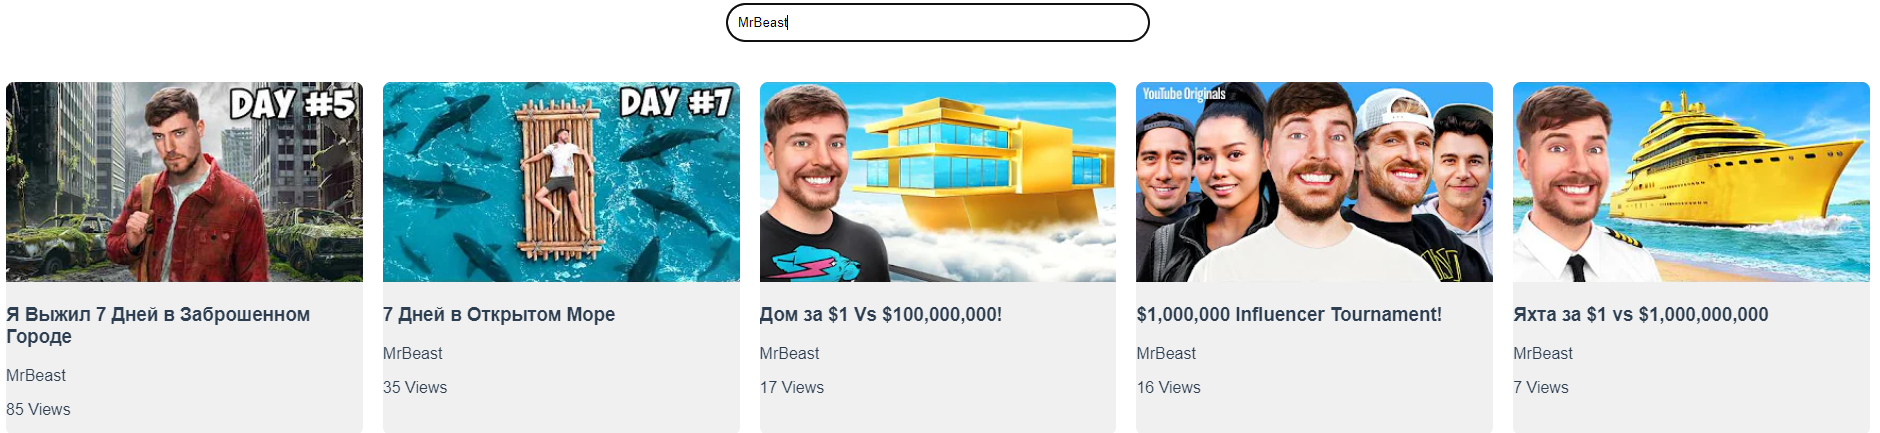 MrBeast
DAY #5
DAY #7
YouTube Originals
Я Выжил 7 Дней в Заброшенном
Городе
MrBeast
85 Views
7 Дней в Открытом Море
MrBeast
35 Views
Дом за $1 Vs $100,000,000!
MrBeast
17 Views
$1,000,000 Influencer Tournament!
MrBeast
16 Views
Яхта за $1 vs $1,000,000,000
MrBeast
7 Views